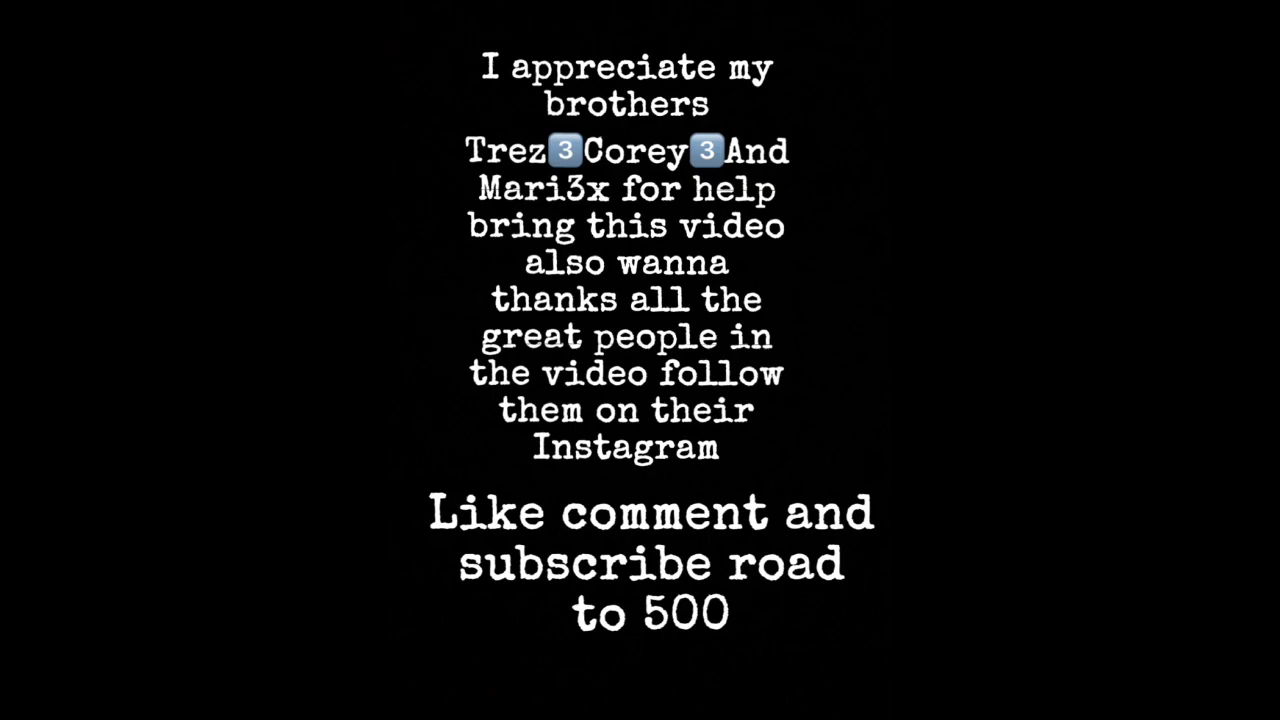 I appreciate my
brothers
Trez3️⃣Corey3️⃣And
Mari3x for help
bring this video
also wanna
thanks all the
great people in
the video follow
them on their
Instagram
Like comment and
subscribe road
to 500